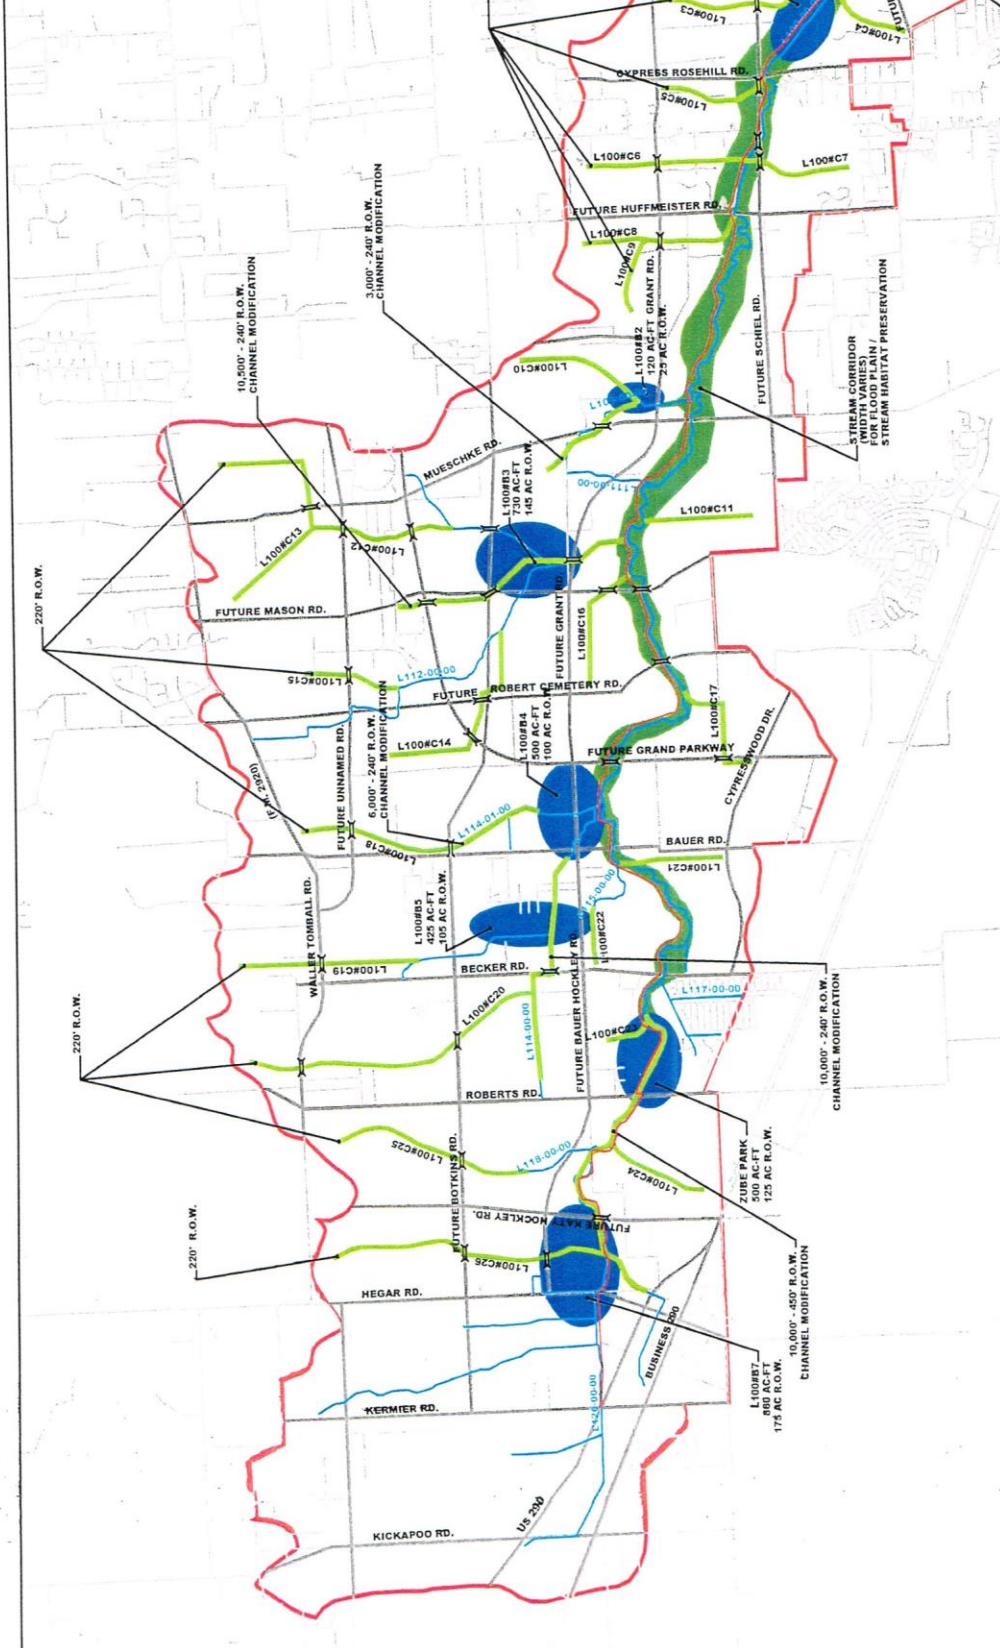 L100#C3
L100#C4
FUTURE
CYPRESS ROSEHILL RD.
L100#C5
L100#C6
L100#C7
FUTURE HUFFMEISTER RD.
L100#C8
L100#C9
3,000' - 240' R.O.W.
CHANNEL MODIFICATION
10,500' - 240' R.O.W.
CHANNEL MODIFICATION
L100#B2
120 AC-FT
25 AC R.O.W.
GRANT RD.
FUTURE SCHIEL RD.
STREAM CORRIDOR
(WIDTH VARIES)
FOR FLOOD PLAIN /
STREAM HABITAT PRESERVATION
L100#C10
MUESCHKE RD.
L100#B3
730 AC-FT
145 AC R.O.W.
L100#C11
L100#C12
L100#C13
220' R.O.W.
FUTURE MASON RD.
FUTURE GRANT RD
L100#C16
L100#C15
L112-00-00
FUTURE ROBERT CEMETERY RD.
L100#C17
L100#C14
6,000' - 240' R.O.W.
CHANNEL MODIFICATION
L100#B4
500 AC-FT
100 AC R.O.W.
FUTURE GRAND PARKWAY
CYPRESSWOOD DR.
(F.M. 2920)
FUTURE UNNAMED RD.
L100#C18
L114-01-00
BAUER RD.
L100#C21
WALLER TOMBALL RD.
L100#B5
425 AC-FT
105 AC R.O.W.
L100#C22
L100#C19
BECKER RD.
FUTURE BAUER HOCKLEY RD.
L117-00-00
220' R.O.W.
L100#C20
L114-00-00
L100#C23
10,000' - 240' R.O.W.
CHANNEL MODIFICATION
ROBERTS RD.
ZUBE PARK
500 AC-FT
125 AC R.O.W.
L100#C25
FUTURE BOTKINS RD.
L118-00-00
L100#C24
220' R.O.W.
FUTURE KATY HOCKLEY RD.
L100#C26
10,000' - 450' R.O.W.
CHANNEL MODIFICATION
HEGAR RD.
BUSINESS 290
L100#B7
860 AC-FT
175 AC R.O.W.
KERMIER RD.
L120-00-00
US 290
KICKAPOO RD.